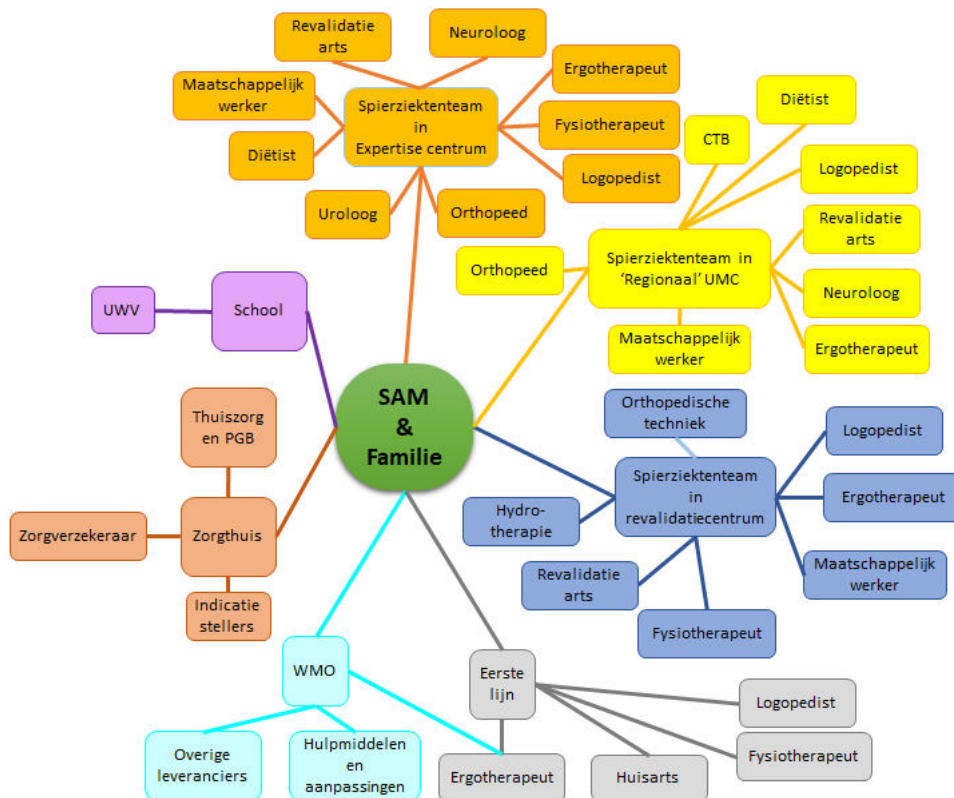 Revalidatie
arts
Neuroloog
Ergotherapeut
Maatschappelijk
werker
Spierziektenteam
in
Expertise centrum
Fysiotherapeut
Diëtist
Logopedist
Uroloog
Orthopeed
Diëtist
CTB
Logopedist
Revalidatie
arts
Orthopeed
Spierziektenteam in
‘Regionaal’ UMC
Neuroloog
Maatschappelijk
werker
Ergotherapeut
UWV
School
SAM
&
Familie
Thuiszorg
en PGB
Zorgverzekeraar
Zorgthuis
Indicatie
stellers
Orthopedische
techniek
Logopedist
Spierziektenteam
in
revalidatiecentrum
Ergotherapeut
Hydro-
therapie
Revalidatie
arts
Maatschappelijk
werker
Fysiotherapeut
WMO
Eerste
lijn
Logopedist
Overige
leveranciers
Hulpmiddelen
en
aanpassingen
Ergotherapeut
Huisarts
Fysiotherapeut